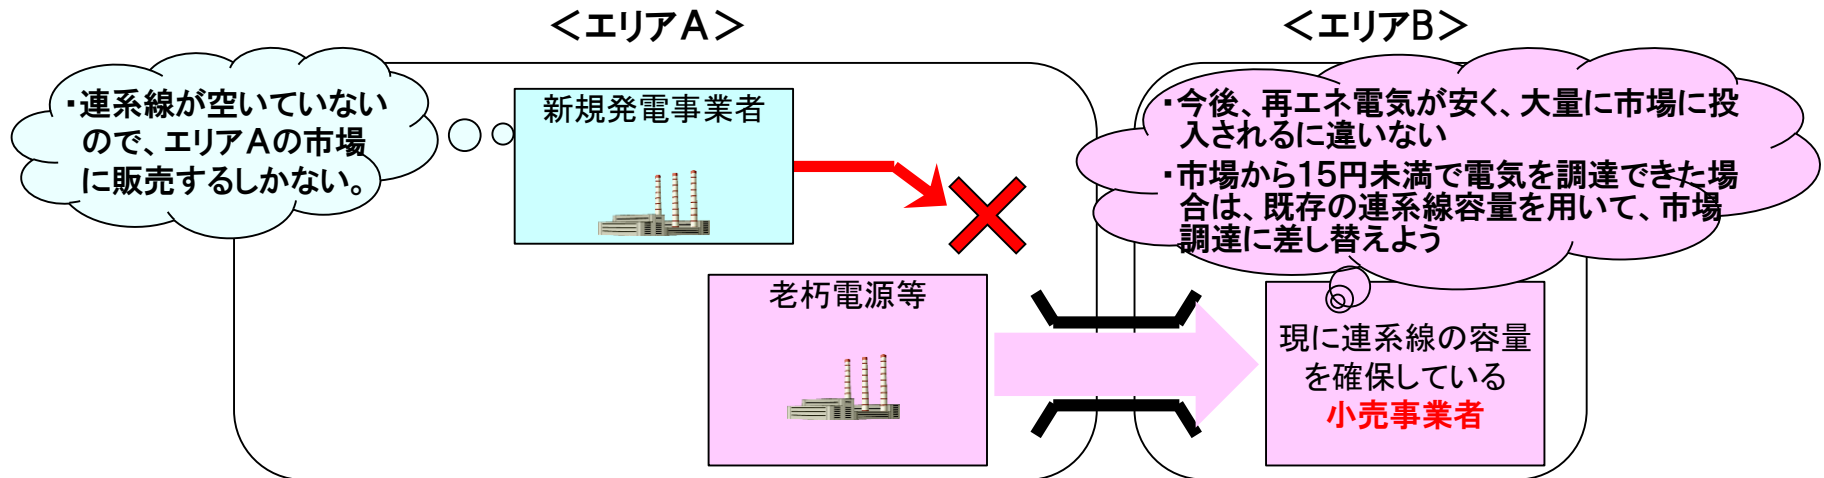 ＜エリアA＞
＜エリアB＞
・連系線が空いていない
ので、エリアAの市場
に販売するしかない。
新規発電事業者
・今後、再エネ電気が安く、大量に市場に投
入されるに違いない
・市場から15円未満で電気を調達できた場
合は、既存の連系線容量を用いて、市場
調達に差し替えよう
老朽電源等
現に連系線の容量
を確保している
小売事業者